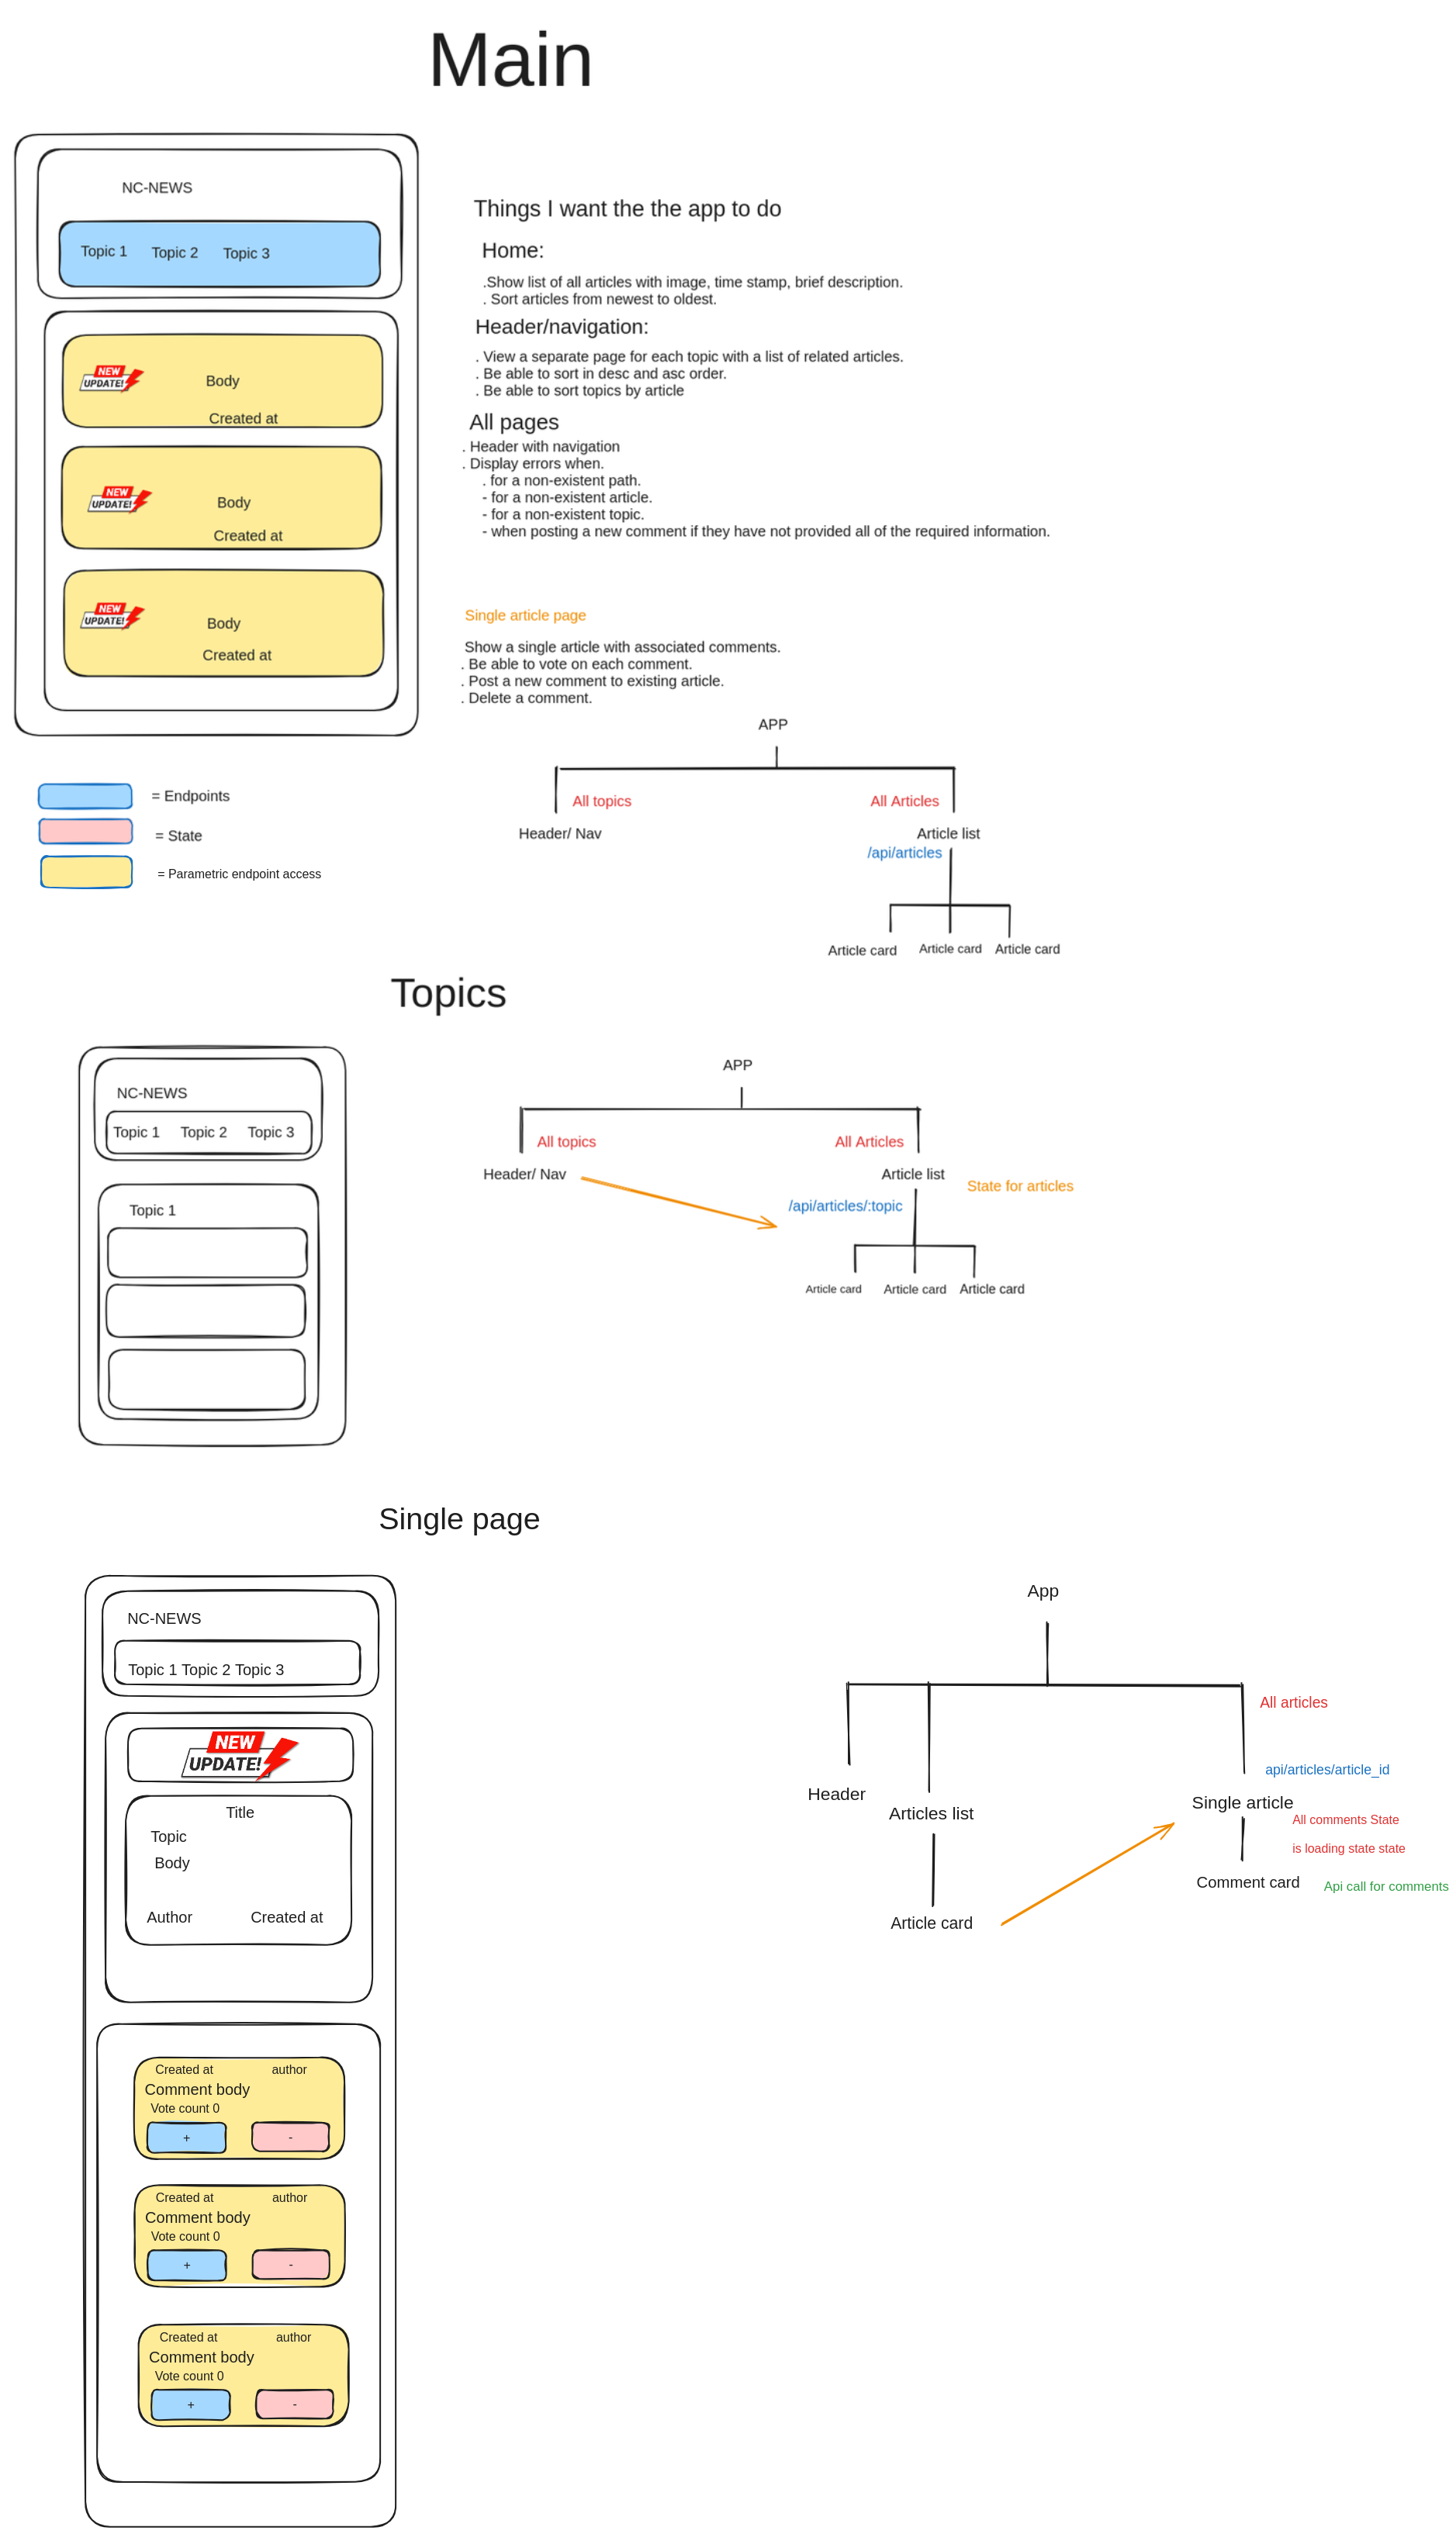 Main
NC-NEWS
Topic 1 Topic 2 Topic 3
NEW
UPDATE!
Body
Created at
NEW
UPDATE!
Body
Created at
NEW
UPDATE!
Body
Created at
Things I want the the app to do
Home:
.Show list of all articles with image, time stamp, brief description.
. Sort articles from newest to oldest.
Header/navigation:
. View a separate page for each topic with a list of related articles.
. Be able to sort in desc and asc order.
. Be able to sort topics by article
All pages
. Header with navigation
. Display errors when.
. for a non-existent path.
- for a non-existent article.
- for a non-existent topic.
- when posting a new comment if they have not provided all of the required information.
Single article page
Show a single article with associated comments.
. Be able to vote on each comment.
. Post a new comment to existing article.
. Delete a comment.
= Endpoints
= State
= Parametric endpoint access
APP
All topics
All Articles
Header/ Nav
Article list
/api/articles
Article card
Article card
Article card
Topics
NC-NEWS
Topic 1 Topic 2 Topic 3
Topic 1
APP
All topics
All Articles
Header/ Nav
Article list
State for articles
/api/articles/:topic
Article card
Article card
Article card
Single page
NC-NEWS
Topic 1 Topic 2 Topic 3
NEW
UPDATE!
Title
Topic
Body
Author
Created at
Created at author
Comment body
Vote count 0
+ -
Created at author
Comment body
Vote count 0
+ -
Created at author
Comment body
Vote count 0
+ -
App
All articles
api/articles/article_id
Header
Articles list
Single article
All comments State
is loading state state
Comment card
Api call for comments
Article card